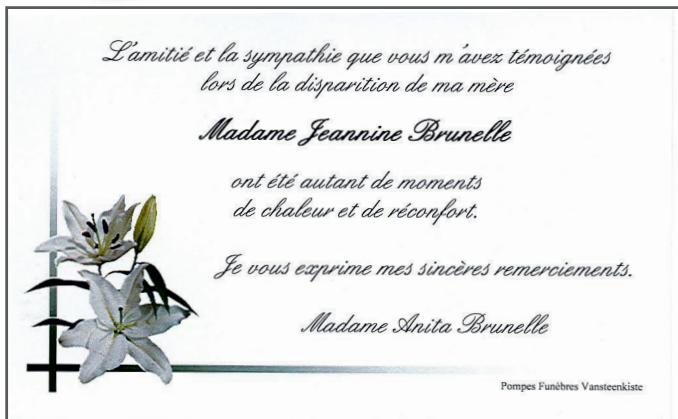 L'amitié et la sympathie que vous m'avez témoignées
lors de la disparition de ma mère
Madame Jeannine Brunelle
ont été autant de moments
de chaleur et de réconfort.
Je vous exprime mes sincères remerciements.
Madame Anita Brunelle
Pompes Funèbres Vansteenkiste